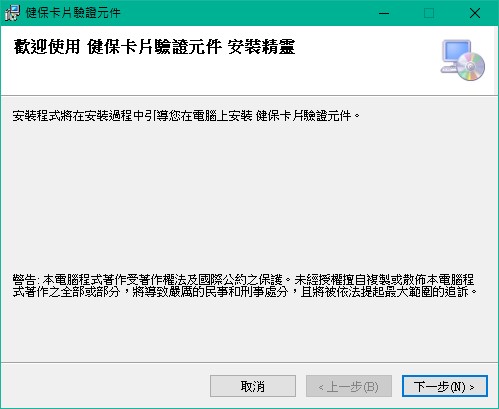 健保卡片驗證元件
歡迎使用 健保卡片驗證元件 安裝精靈
安裝程式將在安裝過程中引導您在電腦上安裝 健保卡片驗證元件。
警告: 本電腦程式著作受著作權法及國際公約之保護。未經授權擅自複製或散佈本電腦程
式著作之全部或部分，將導致嚴厲的民事和刑事處分，且將被依法提起最大範圍的追訴。
取消
< 上一步(B)
下一步(N) >